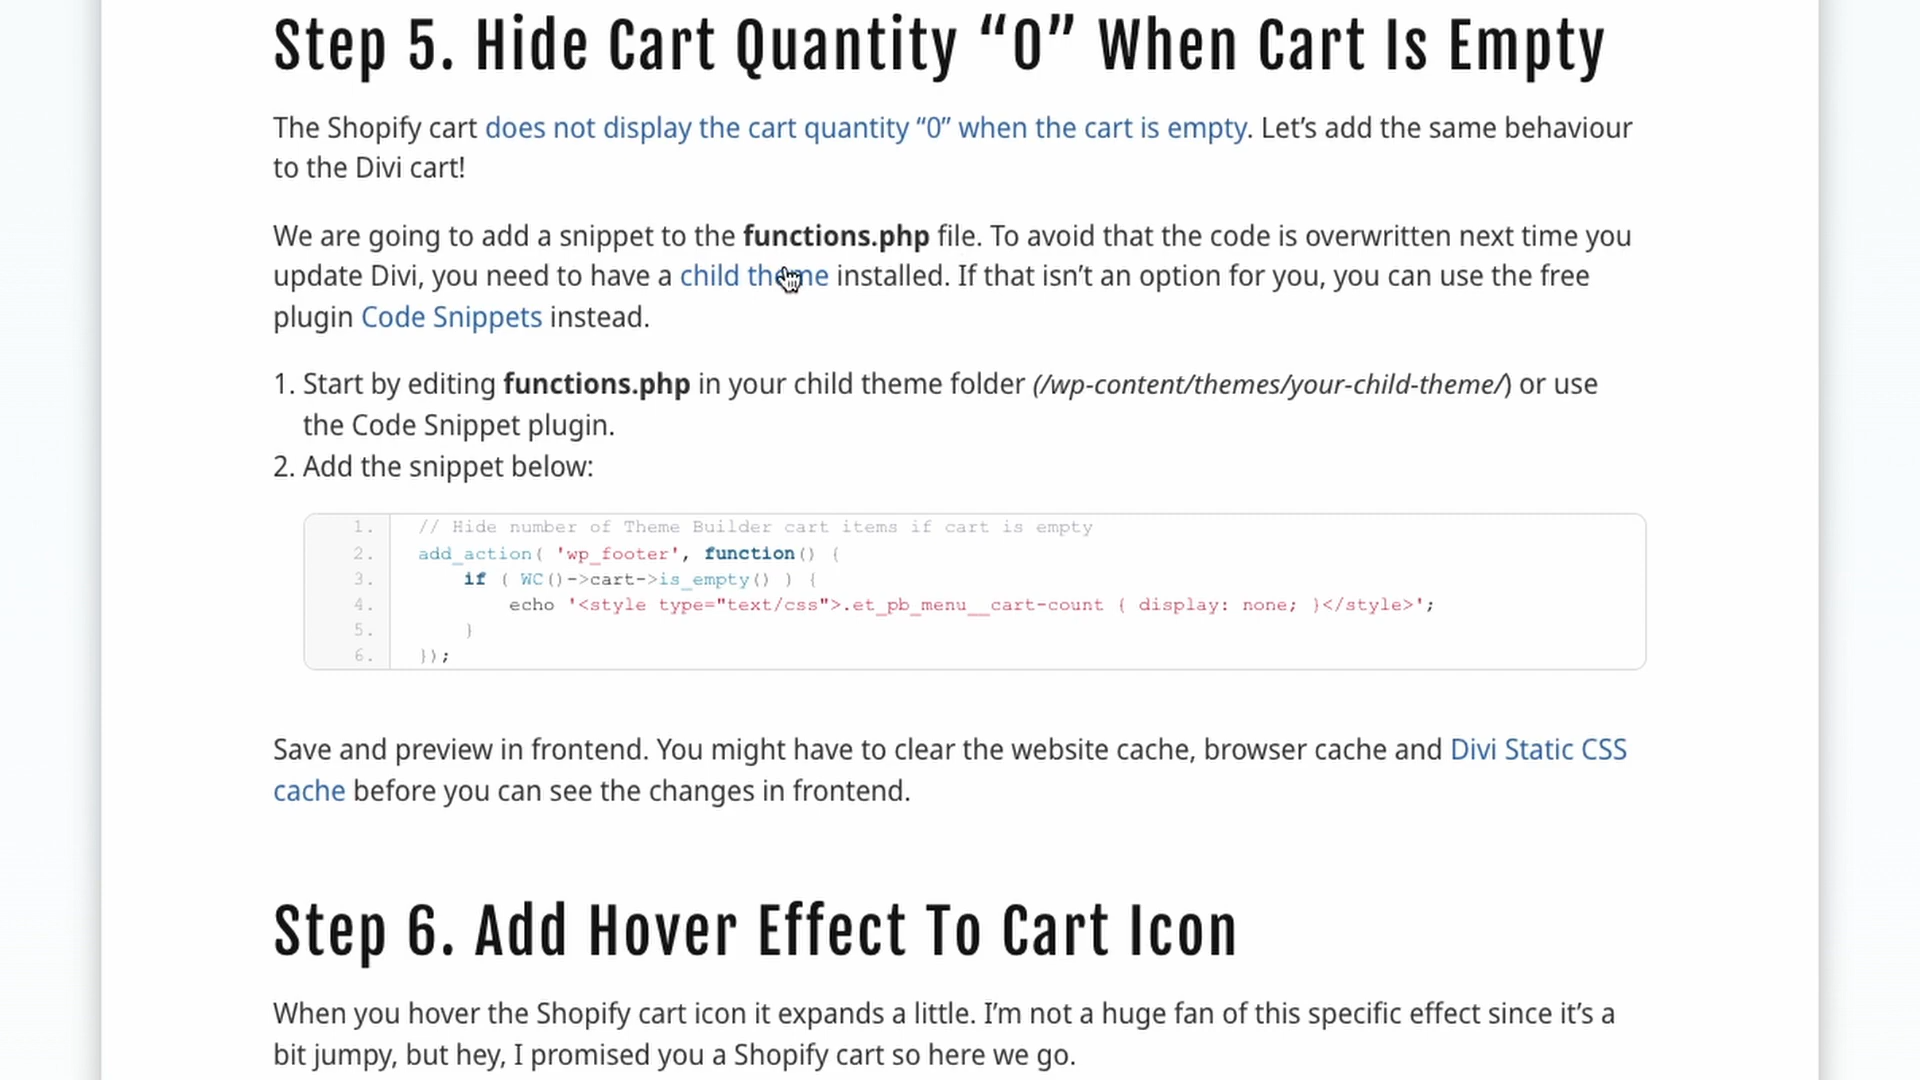 Step 5. Hide Cart Quantity “0” When Cart Is Empty
The Shopify cart does not display the cart quantity “0” when the cart is empty. Let’s add the same behaviour
to the Divi cart!
We are going to add a snippet to the functions.php file. To avoid that the code is overwritten next time you
update Divi, you need to have a child theme installed. If that isn’t an option for you, you can use the free
plugin Code Snippets instead.
1. Start by editing functions.php in your child theme folder (/wp-content/themes/your-child-theme/) or use
the Code Snippet plugin.
2. Add the snippet below:
1. // Hide number of Theme Builder cart items if cart is empty
2. add_action( 'wp_footer', function() {
3. if ( WC()->cart->is_empty() ) {
4. echo '<style type="text/css">.et_pb_menu__cart-count { display: none; }</style>';
5. }
6. });
Save and preview in frontend. You might have to clear the website cache, browser cache and Divi Static CSS
cache before you can see the changes in frontend.
Step 6. Add Hover Effect To Cart Icon
When you hover the Shopify cart icon it expands a little. I’m not a huge fan of this specific effect since it’s a
bit jumpy, but hey, I promised you a Shopify cart so here we go.